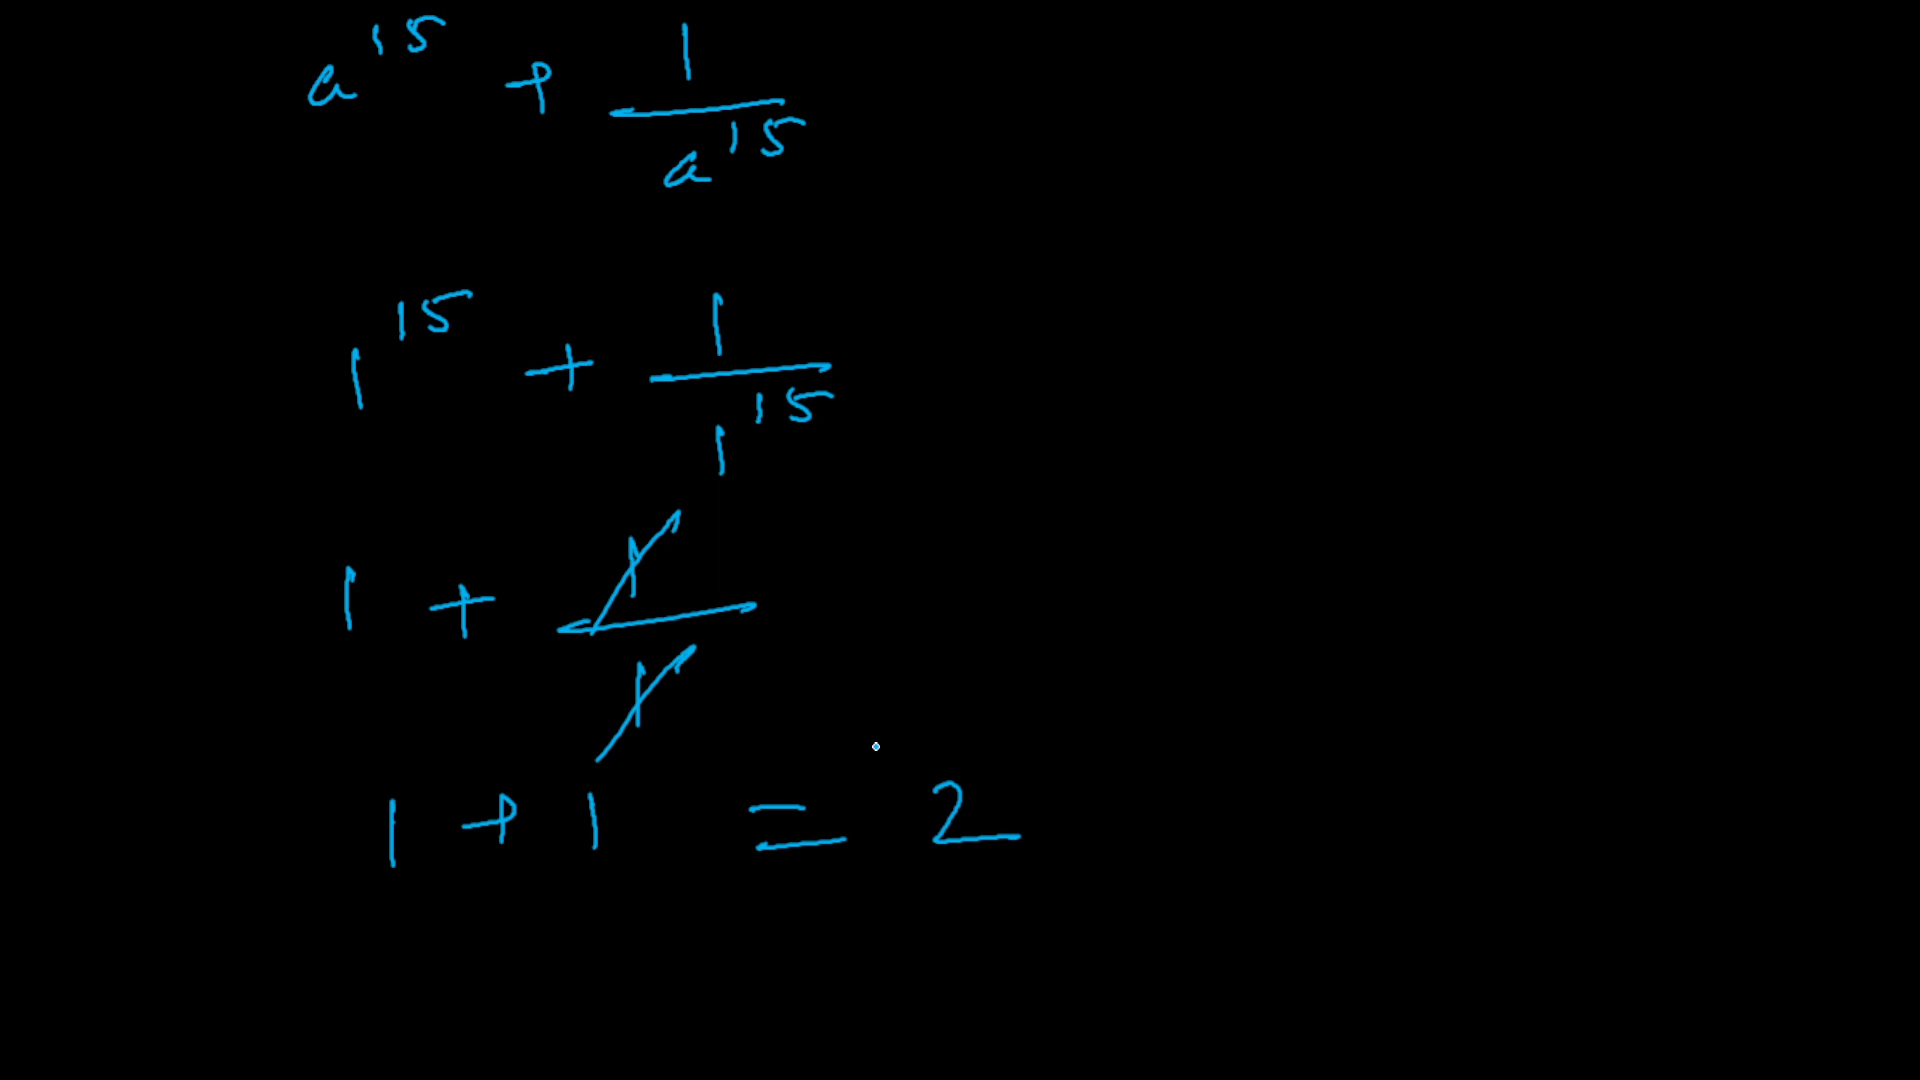 a^15 + 1/a^15
1^15 + 1/1^15
1 + 1/1
1 + 1 = 2